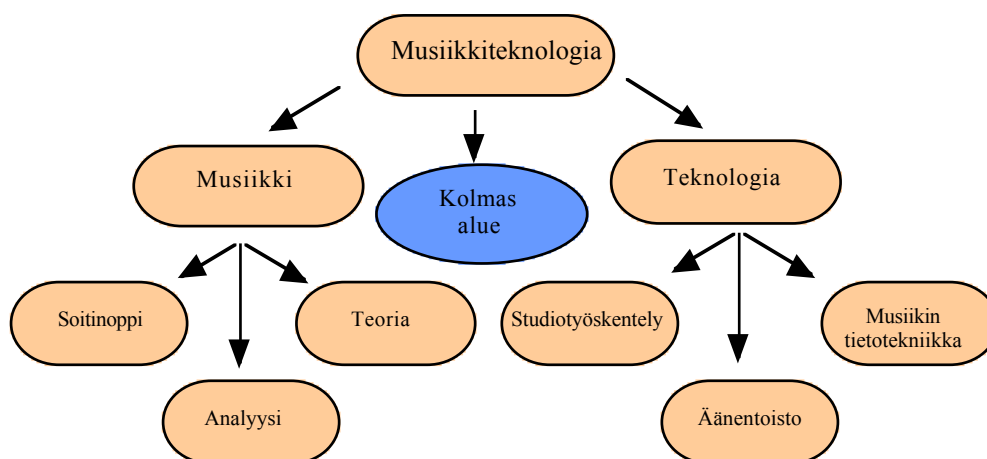 Musiikkiteknologia
Musiikki
Kolmas
alue
Teknologia
Soitinoppi
Teoria
Studiotyöskentely
Musiikin
tietotekniikka
Analyysi
Äänentoisto